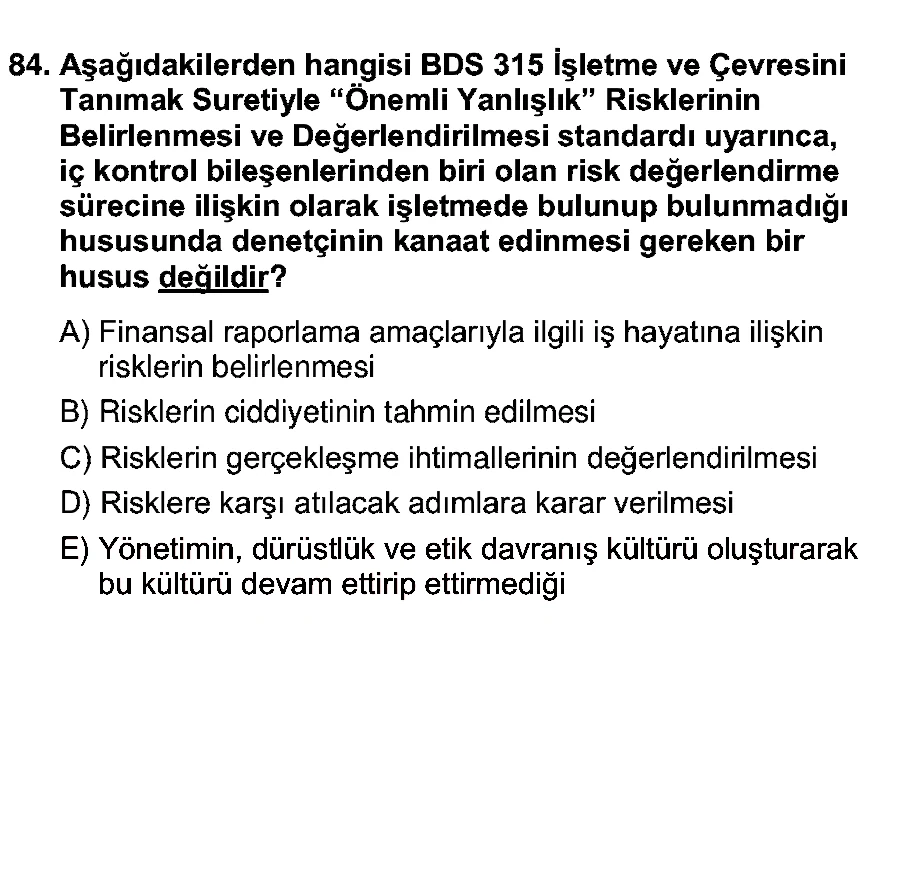 84. Aşağıdakilerden hangisi BDS 315 İşletme ve Çevresini
Tanımak Suretiyle “Önemli Yanlışlık” Risklerinin
Belirlenmesi ve Değerlendirilmesi standardı uyarınca,
iç kontrol bileşenlerinden biri olan risk değerlendirme
sürecine ilişkin olarak işletmede bulunup bulunmadığı
hususunda denetçinin kanaat edinmesi gereken bir
husus değildir?
A) Finansal raporlama amaçlarıyla ilgili iş hayatına ilişkin
risklerin belirlenmesi
B) Risklerin ciddiyetinin tahmin edilmesi
C) Risklerin gerçekleşme ihtimallerinin değerlendirilmesi
D) Risklere karşı atılacak adımlara karar verilmesi
E) Yönetimin, dürüstlük ve etik davranış kültürü oluşturarak
bu kültürü devam ettirip ettirmediği